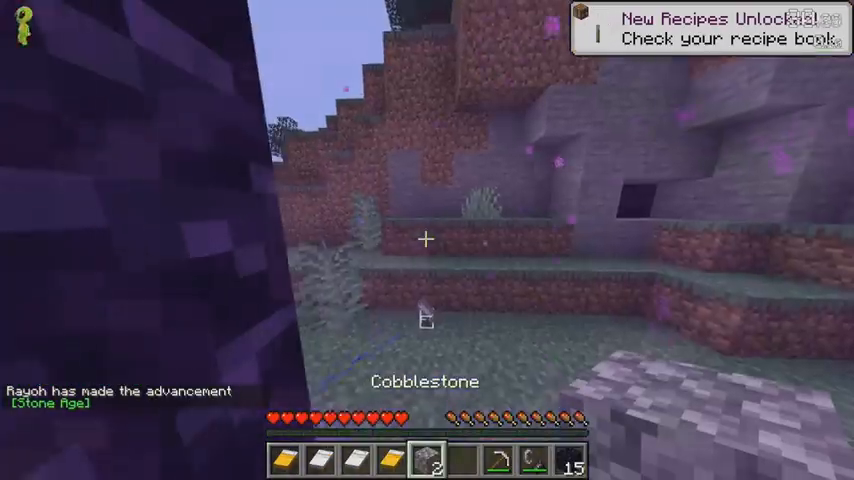 New Recipes Unlocked!
Check your recipe book
E
Cobblestone
Rayoh has made the advancement
[Stone Age]
2
15